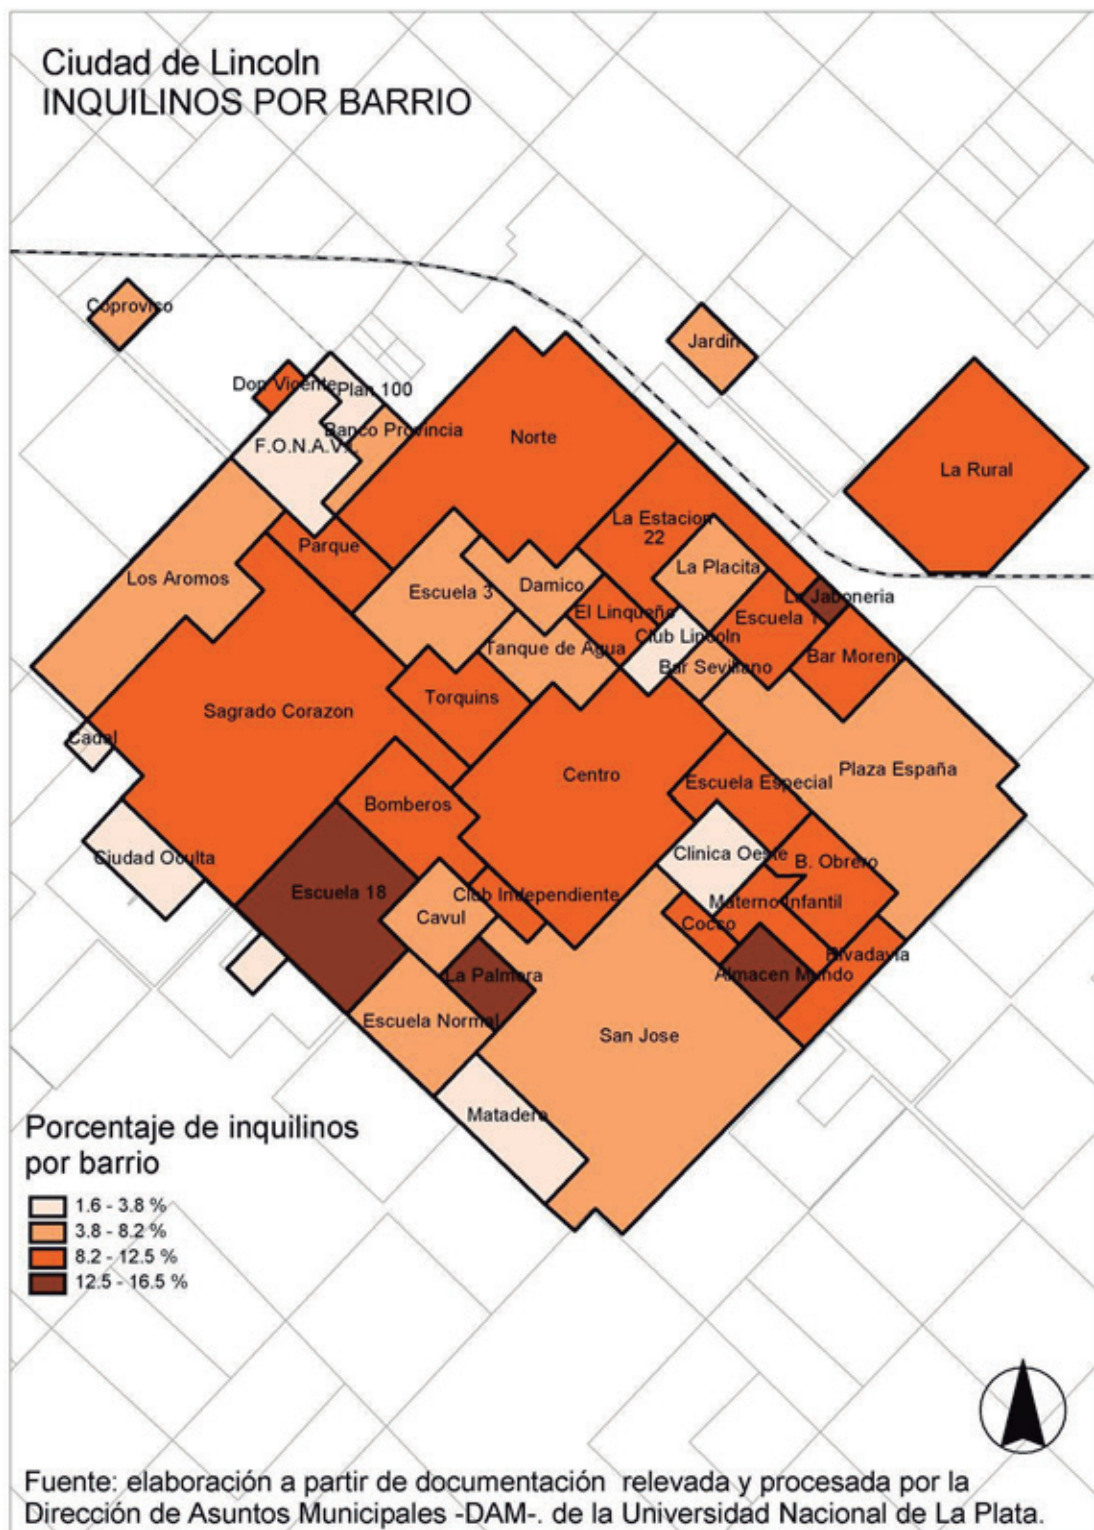 Ciudad de Lincoln
INQUILINOS POR BARRIO
Coproviso
Jardin
Don Vicente
Plan 100
Banco Provincia
F.O.N.A.V.I.
Norte
La Rural
La Estacion
22
Parque
La Placita
Los Aromos
Escuela 3
Damico
La Jaboneria
El Linqueño
Escuela 1
Club Lincoln
Tanque de Agua
Bar Sevillano
Bar Moreno
Torquins
Sagrado Corazon
Cadal
Centro
Plaza España
Escuela Especial
Bomberos
Ciudad Oculta
Clinica Oeste
B. Obrero
Escuela 18
Club Independiente
Materno Infantil
Cavul
Cocco
Rivadavia
La Palmera
Almacen Mundo
Escuela Normal
San Jose
Matadero
Porcentaje de inquilinos
por barrio
1.6 - 3.8 %
3.8 - 8.2 %
8.2 - 12.5 %
12.5 - 16.5 %
Fuente: elaboración a partir de documentación relevada y procesada por la
Dirección de Asuntos Municipales -DAM-. de la Universidad Nacional de La Plata.